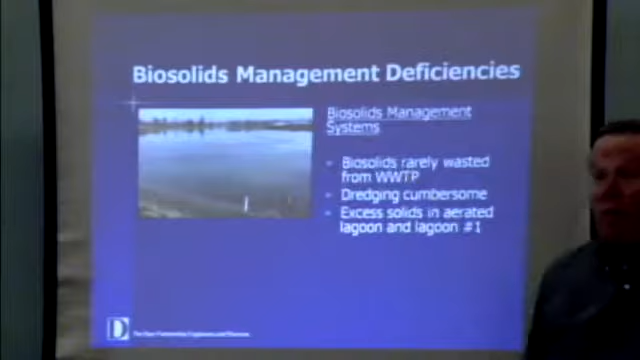 Biosolids Management Deficiencies
Biosolids Management
Systems
Biosolids rarely wasted
from WWTP
Dredging cumbersome
Excess solids in aerated
lagoon and lagoon #1
D